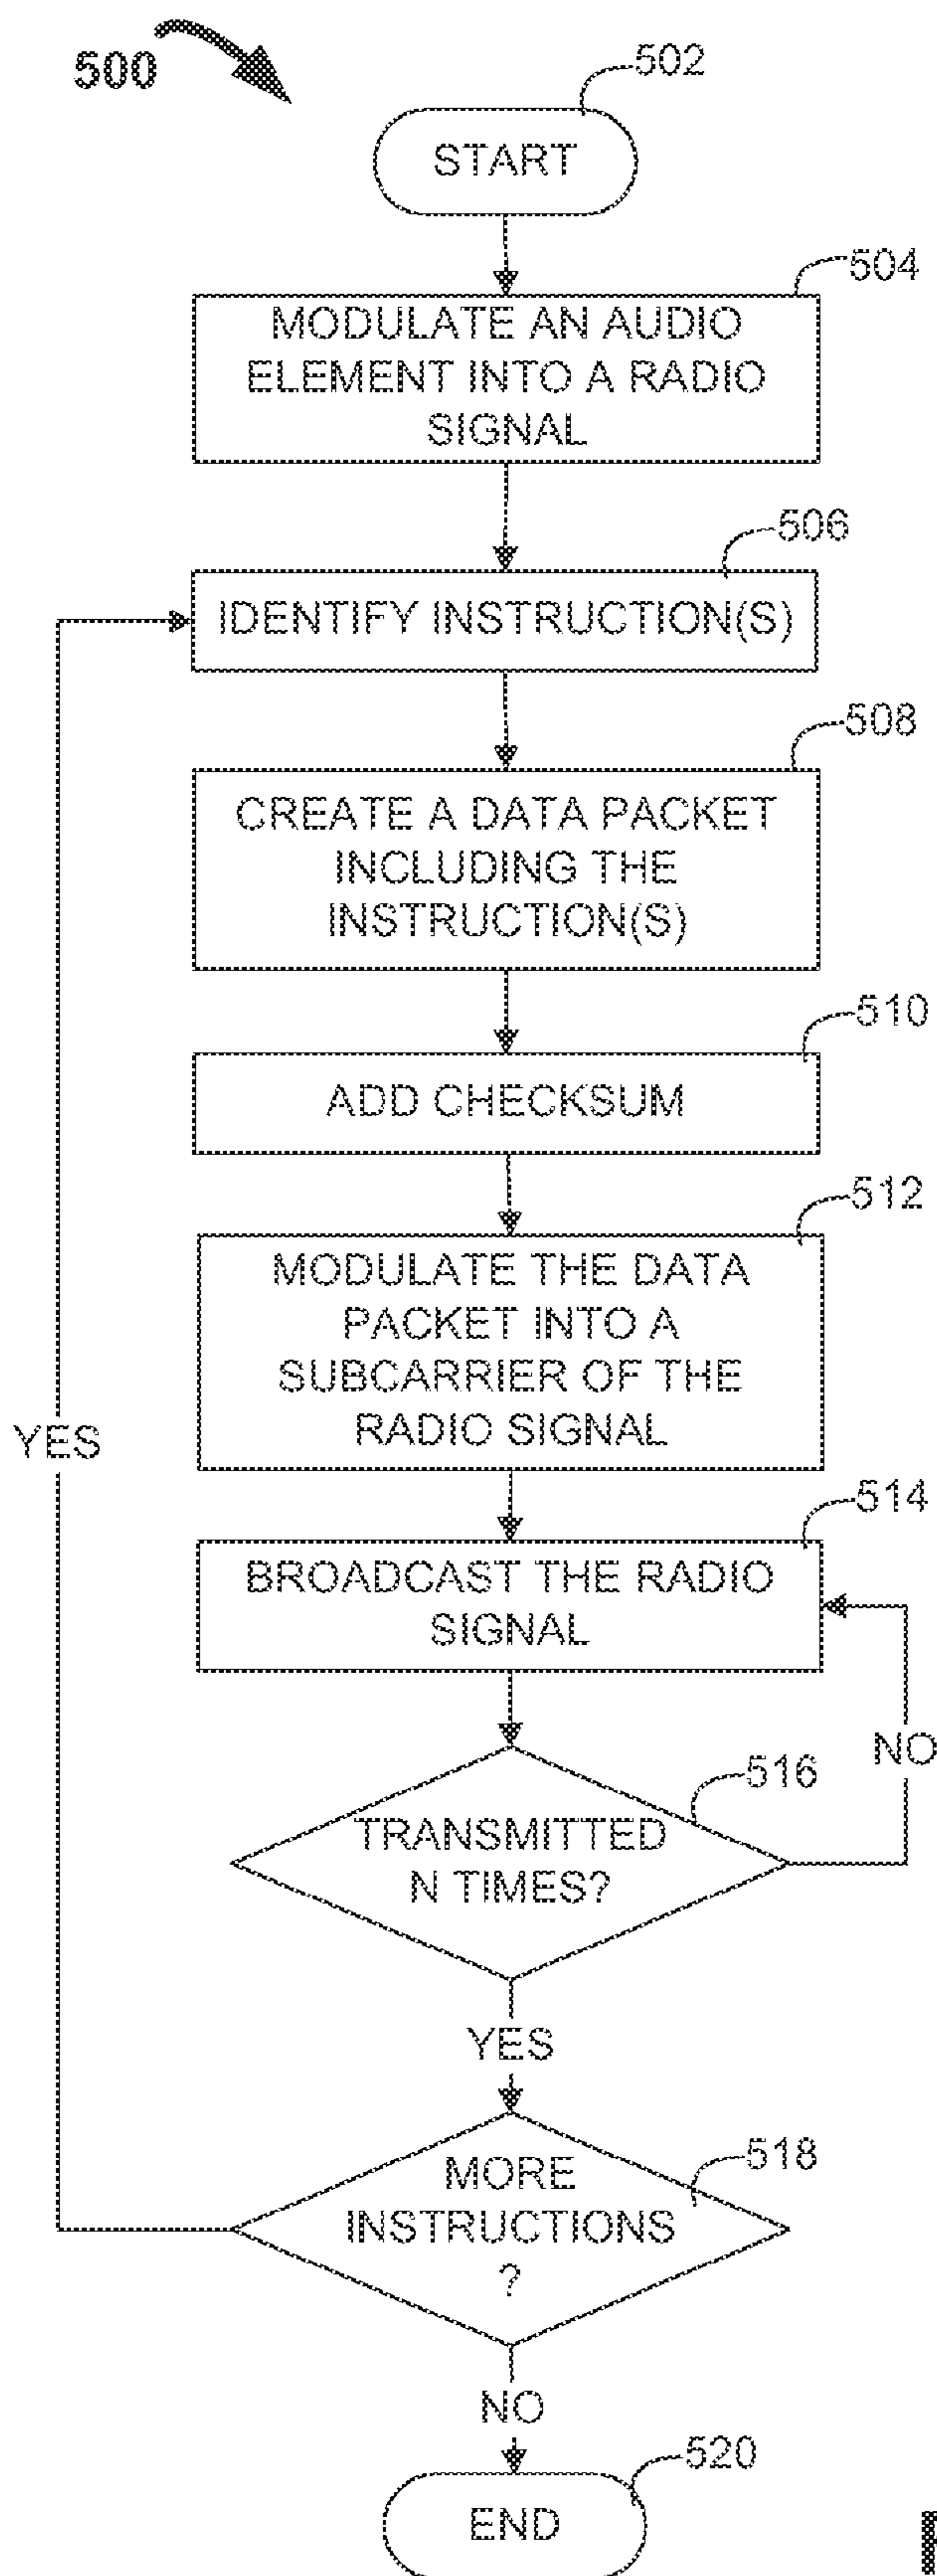 500
502
START
504
MODULATE AN AUDIO
ELEMENT INTO A RADIO
SIGNAL
506
IDENTIFY INSTRUCTION(S)
508
CREATE A DATA PACKET
INCLUDING THE
INSTRUCTION(S)
510
ADD CHECKSUM
512
MODULATE THE DATA
PACKET INTO A
SUBCARRIER OF THE
RADIO SIGNAL
YES
514
BROADCAST THE RADIO
SIGNAL
NO
516
TRANSMITTED
N TIMES?
YES
518
MORE
INSTRUCTIONS
?
NO
520
END